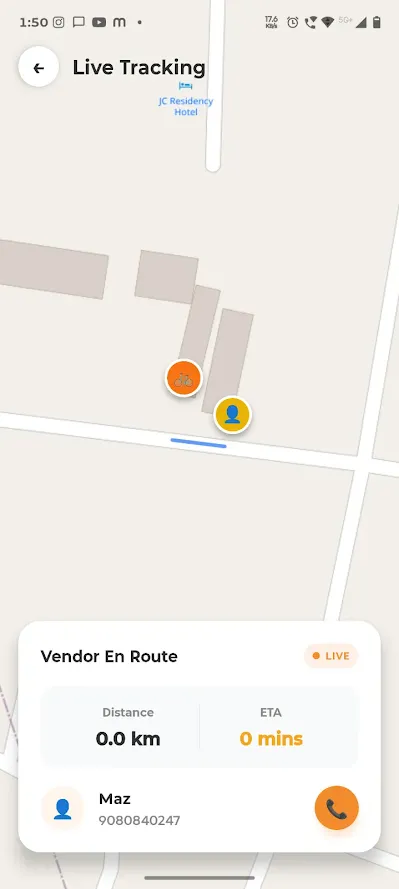 1:50
17.6
KB/s
5G+
Live Tracking
JC Residency
Hotel
Vendor En Route
LIVE
Distance
ETA
0.0 km
0 mins
Maz
9080840247